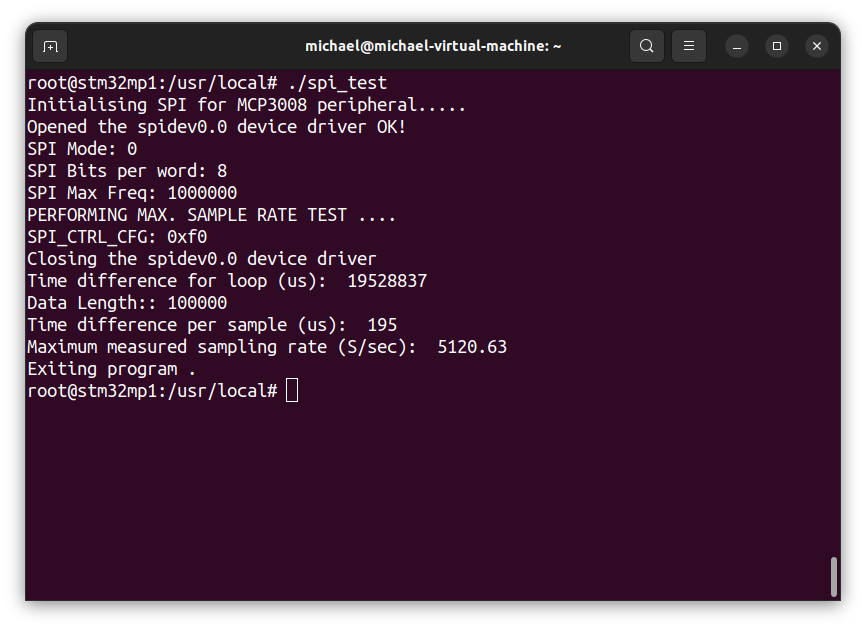 michael@michael-virtual-machine: ~
root@stm32mp1:/usr/local# ./spi_test
Initialising SPI for MCP3008 peripheral.....
Opened the spidev0.0 device driver OK!
SPI Mode: 0
SPI Bits per word: 8
SPI Max Freq: 1000000
PERFORMING MAX. SAMPLE RATE TEST ....
SPI_CTRL_CFG: 0xf0
Closing the spidev0.0 device driver
Time difference for loop (us):  19528837
Data Length:: 100000
Time difference per sample (us):  195
Maximum measured sampling rate (S/sec):  5120.63
Exiting program .
root@stm32mp1:/usr/local#